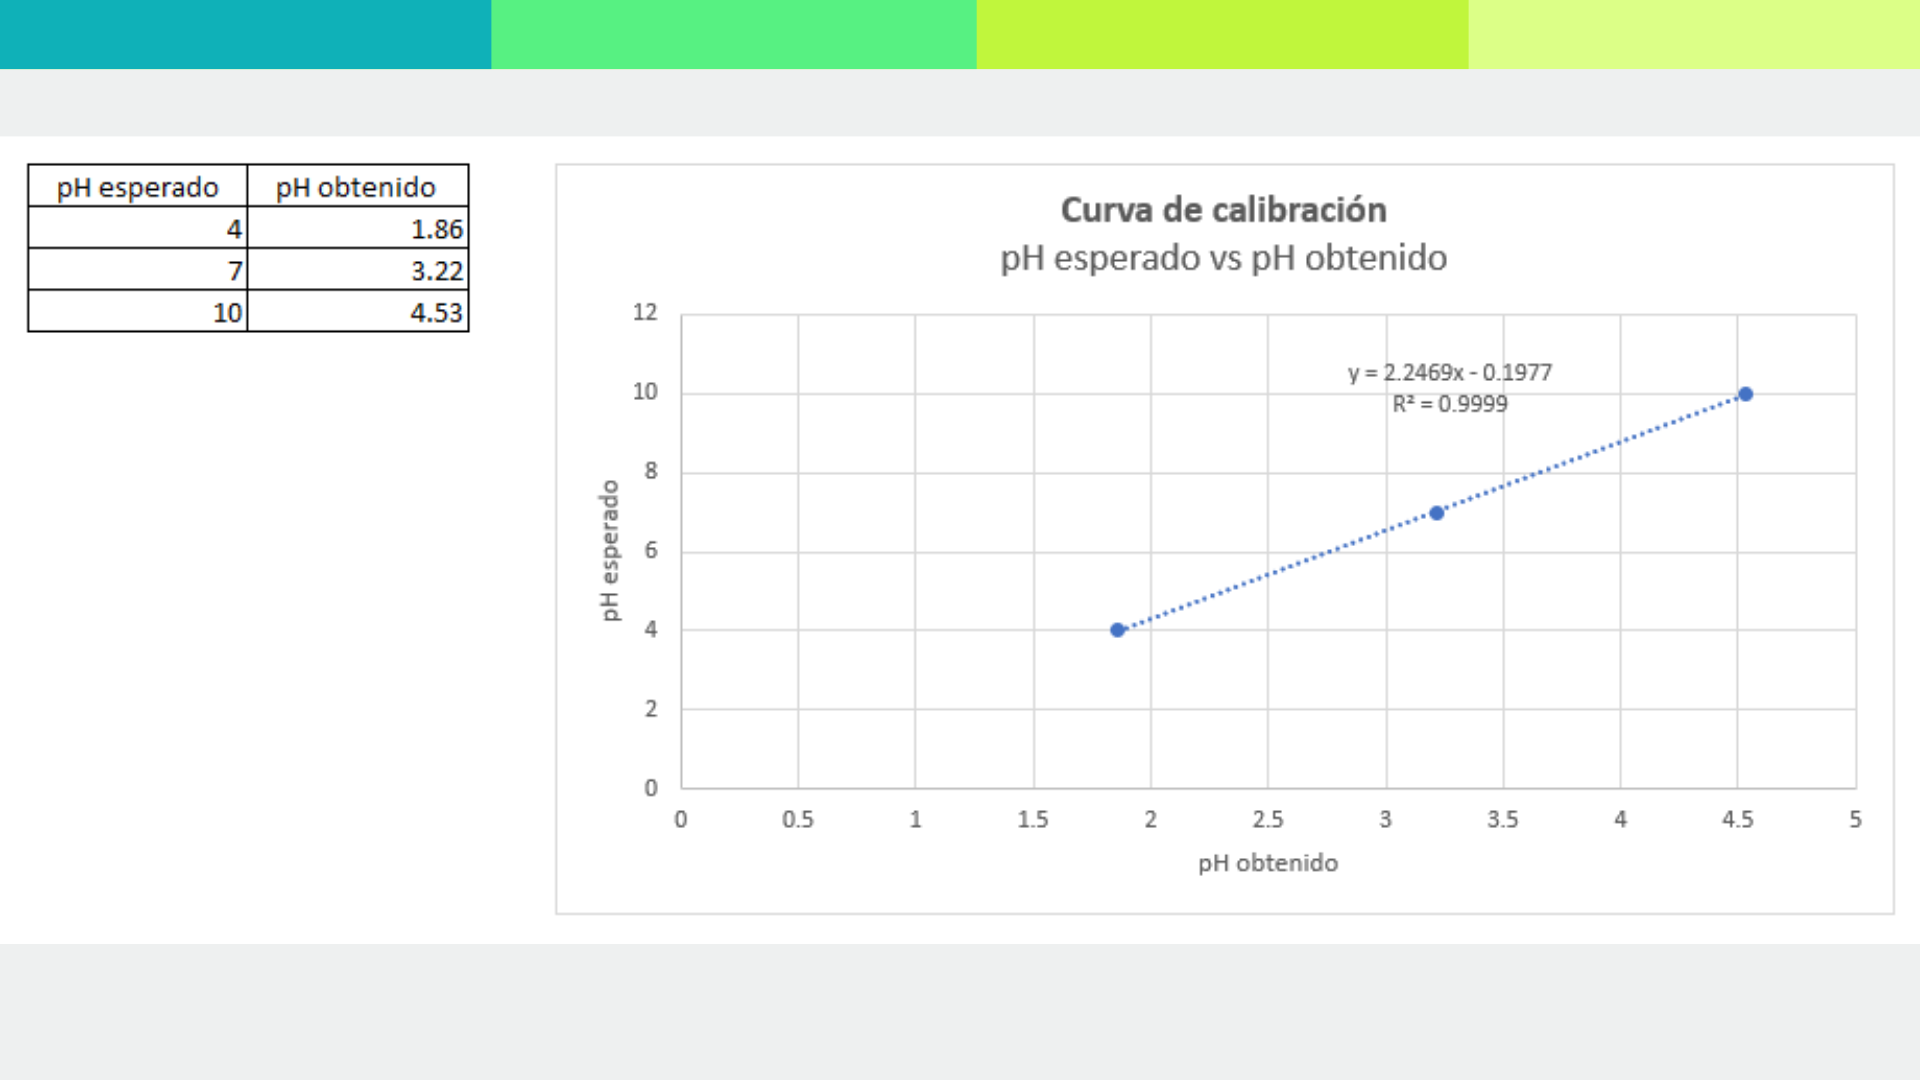 pH esperado pH obtenido
4 1.86
7 3.22
10 4.53
Curva de calibración
pH esperado vs pH obtenido
12
10
8
6
4
2
0
pH esperado
y = 2.2469x - 0.1977
R² = 0.9999
0 0.5 1 1.5 2 2.5 3 3.5 4 4.5 5
pH obtenido